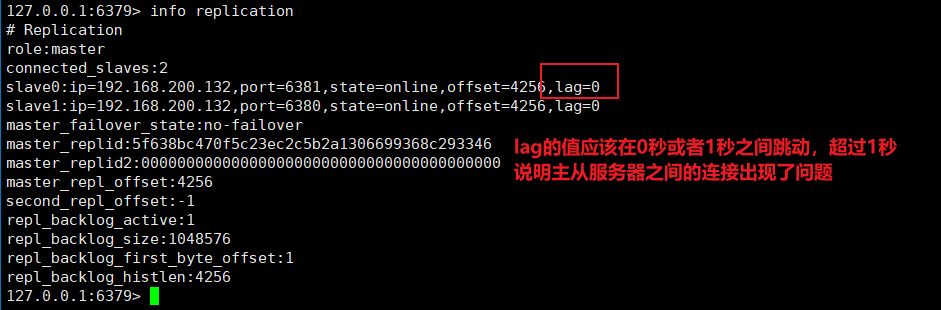 127.0.0.1:6379> info replication
# Replication
role:master
connected_slaves:2
slave0:ip=192.168.200.132,port=6381,state=online,offset=4256,lag=0
slave1:ip=192.168.200.132,port=6380,state=online,offset=4256,lag=0
master_failover_state:no-failover
master_replid:5f638bc470f5c23ec2c5b2a1306699368c293346
master_replid2:0000000000000000000000000000000000000000
master_repl_offset:4256
second_repl_offset:-1
repl_backlog_active:1
repl_backlog_size:1048576
repl_backlog_first_byte_offset:1
repl_backlog_histlen:4256
127.0.0.1:6379>
lag的值应该在0秒或者1秒之间跳动，超过1秒
说明主从服务器之间的连接出现了问题